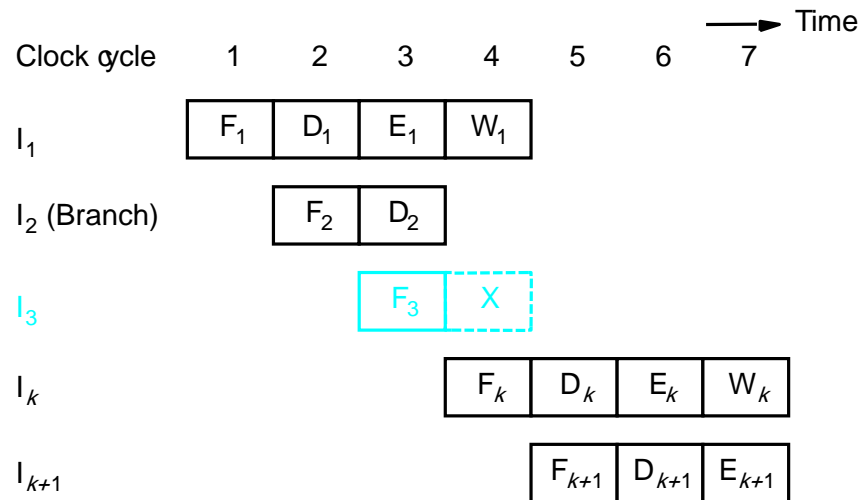 Time
Clock cycle 1 2 3 4 5 6 7
I1 F1 D1 E1 W1
I2 (Branch) F2 D2
I3 F3 X
Ik Fk Dk Ek Wk
Ik+1 Fk+1 Dk+1 Ek+1